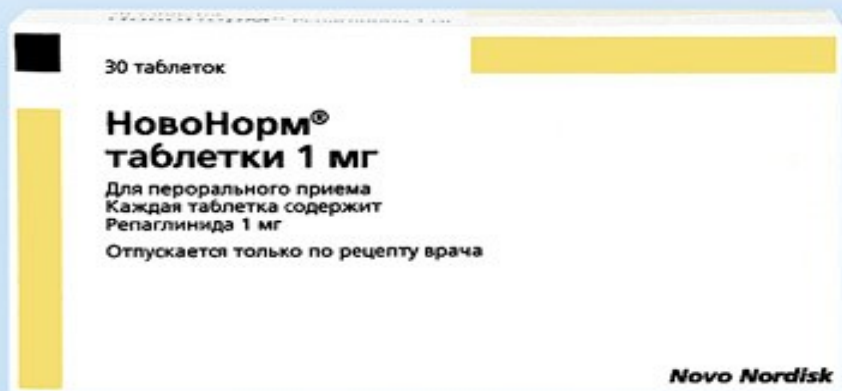 30 таблеток
НовоНорм®
таблетки 1 мг
Для перорального приема
Каждая таблетка содержит
Репаглинида 1 мг
Отпускается только по рецепту врача
Novo Nordisk